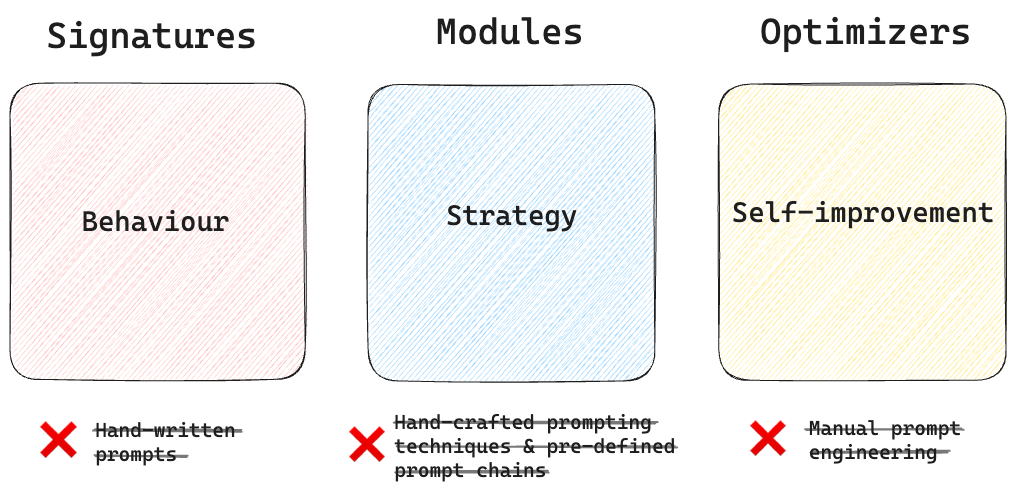 Signatures
Modules
Optimizers
Behaviour
Strategy
Self-improvement
Hand-written
prompts
Hand-crafted prompting
techniques & pre-defined
prompt chains
Manual prompt
engineering